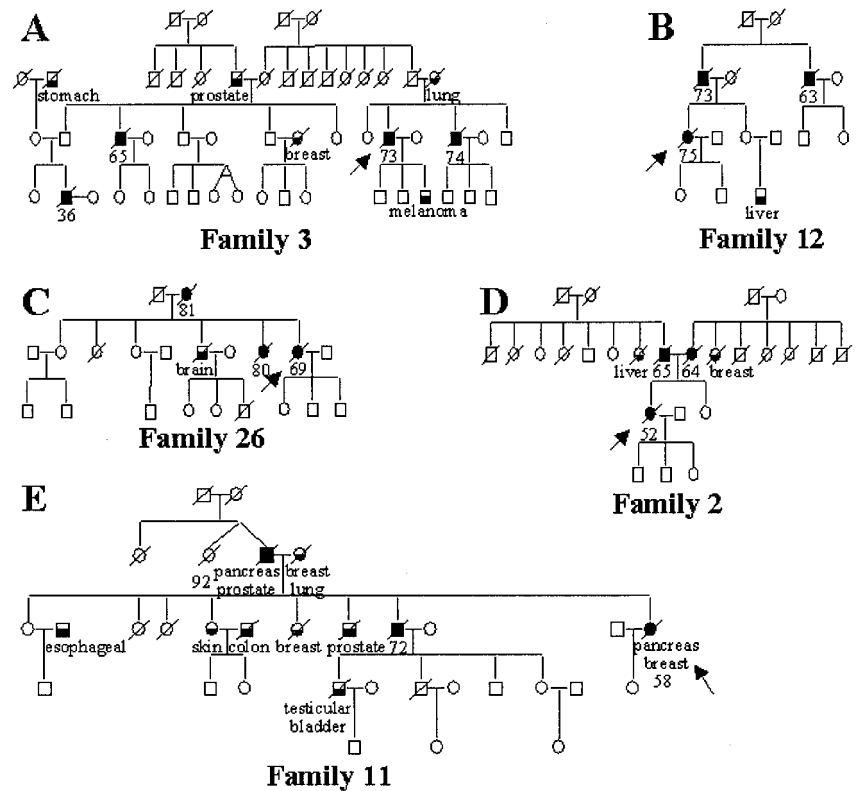 A
B
stomach prostate lung
73 63
65 breast 73 74
75
36 melanoma
liver
Family 3
Family 12
C
D
81
brain 80 69
liver 65 64 breast
52
Family 26
Family 2
E
92 pancreas breast
prostate lung
esophageal skin colon breast prostate 72
pancreas
breast
58
testicular
bladder
Family 11